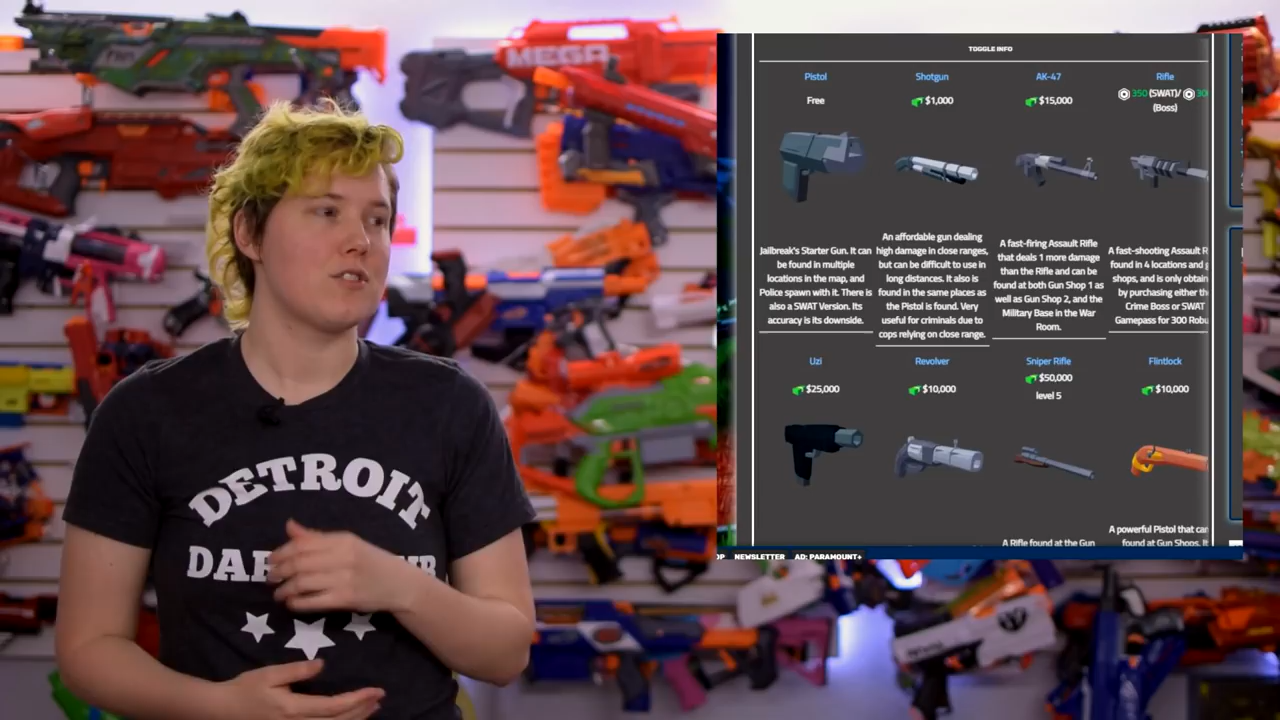 MEGA
TOGGLE INFO
Pistol
Free
Jailbreak's Starter Gun. It can
be found in multiple
locations in the map, and
Police spawn with it. There is
also a SWAT Version. Its
accuracy is its downside.
Shotgun
$1,000
An affordable gun dealing
high damage in close ranges,
but can be difficult to use in
long distances. It also is
found in the same places as
the Pistol is found. Very
useful for criminals due to
cops relying on close range.
AK-47
$15,000
A fast-firing Assault Rifle
that deals 1 more damage
than the Rifle and can be
found at both Gun Shop 1 as
well as Gun Shop 2, and the
Military Base in the War
Room.
Rifle
350 (SWAT)/
(Boss)
A fast-shooting Assault
found in 4 locations and
shops, and is only
by purchasing either
Crime Boss or SWAT
Gamepass for 300
Uzi
$25,000
Revolver
$10,000
Sniper Rifle
$50,000
level 5
A Rifle found at the Gun
Flintlock
$10,000
A powerful Pistol that
found at Gun Shops.
NEWSLETTER AD: PARAMOUNT+
DETROIT